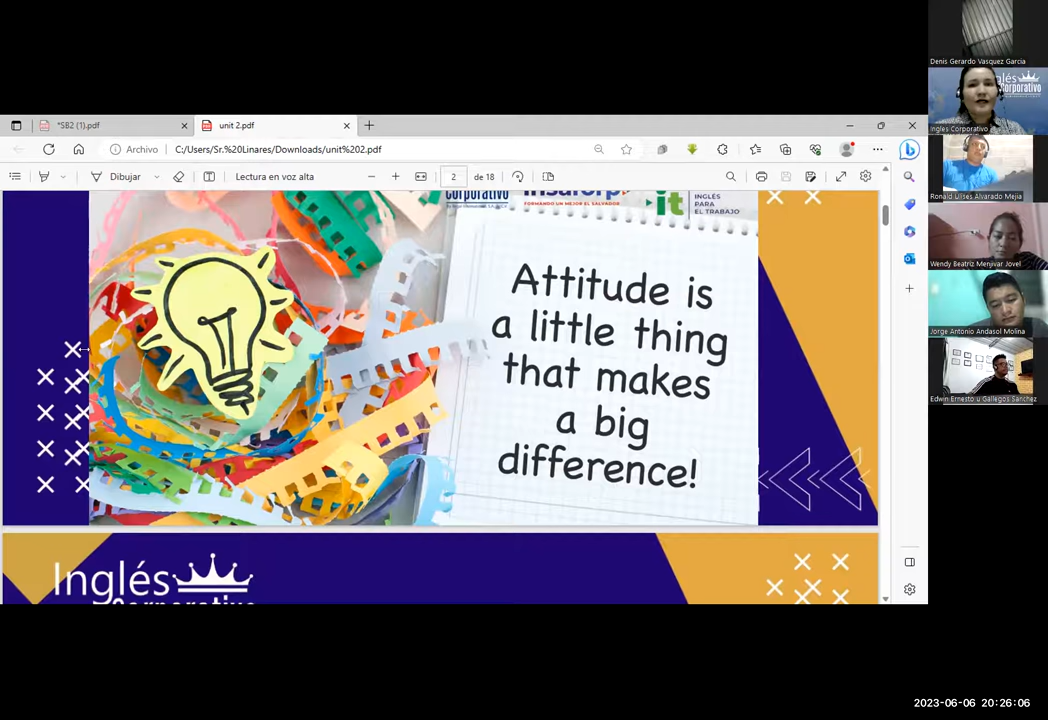 *SB2 (1).pdf
unit 2.pdf
Archivo
C:/Users/Sr.%20Linares/Downloads/unit%202.pdf
Dibujar
Lectura en voz alta
2
de 18
corporativo
insaforp
FORMANDO UN MEJOR EL SALVADOR
it
INGLÉS
PARA
EL TRABAJO
Attitude is
a little thing
that makes
a big
difference!
Inglés
Corporativo
Denis Gerardo Vasquez Garcia
Inglés
Corporativo
Ingles Corporativo
Ronald Ulises Alvarado Mejia
Wendy Beatriz Menjivar Jovel
Jorge Antonio Andasol Molina
Edwin Ernesto u Gallegos Sanchez
2023-06-06 20:26:06